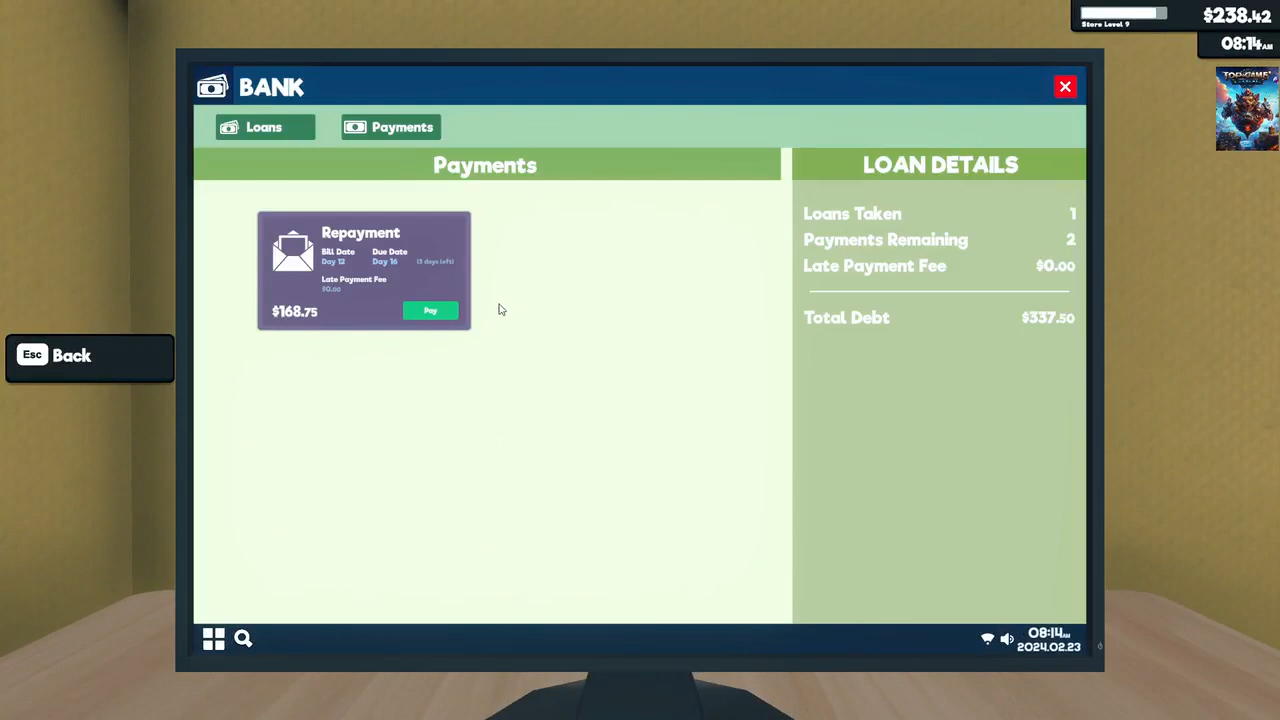 $238.42
Store Level 9
08:14AM
TOP GAME
BANK
Loans
Payments
Payments
LOAN DETAILS
Repayment
Bill Date
Due Date
Day 12
Day 16
(3 days left)
Late Payment Fee
$0.00
$168.75
Pay
Loans Taken
1
Payments Remaining
2
Late Payment Fee
$0.00
Total Debt
$337.50
Esc
Back
08:14AM
2024.02.23